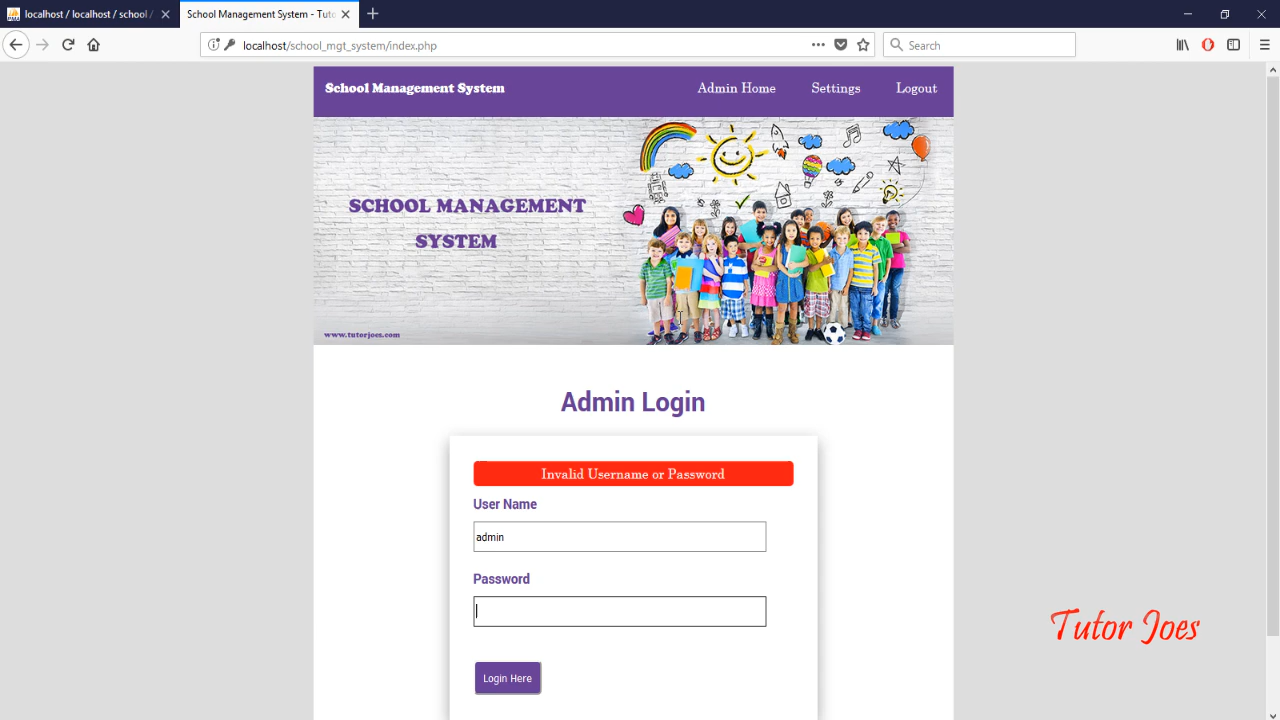 localhost / localhost / school /
School Management System - Tuto
localhost/school_mgt_system/index.php
Search
School Management System
Admin Home
Settings
Logout
SCHOOL MANAGEMENT
SYSTEM
www.tutorjoes.com
Admin Login
Invalid Username or Password
User Name
admin
Password
Login Here
Tutor Joes